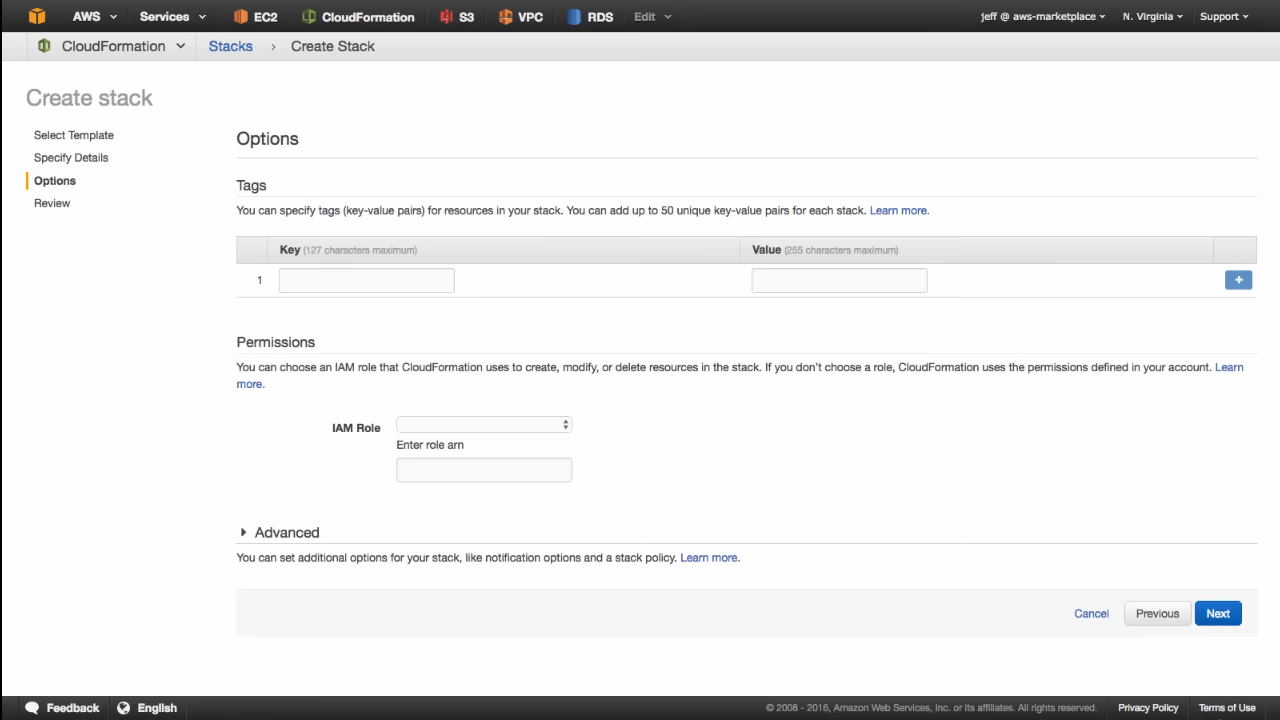 AWS Services EC2 CloudFormation S3 VPC RDS Edit jeff @ aws-marketplace N. Virginia Support
CloudFormation Stacks › Create Stack
Create stack
Select Template
Specify Details
Options
Review
Options
Tags
You can specify tags (key-value pairs) for resources in your stack. You can add up to 50 unique key-value pairs for each stack. Learn more.
Key (127 characters maximum) Value (255 characters maximum)
1
Permissions
You can choose an IAM role that CloudFormation uses to create, modify, or delete resources in the stack. If you don't choose a role, CloudFormation uses the permissions defined in your account. Learn
more.
IAM Role
Enter role arn
Advanced
You can set additional options for your stack, like notification options and a stack policy. Learn more.
Cancel Previous Next
Feedback English © 2008 - 2016, Amazon Web Services, Inc. or its affiliates. All rights reserved. Privacy Policy Terms of Use